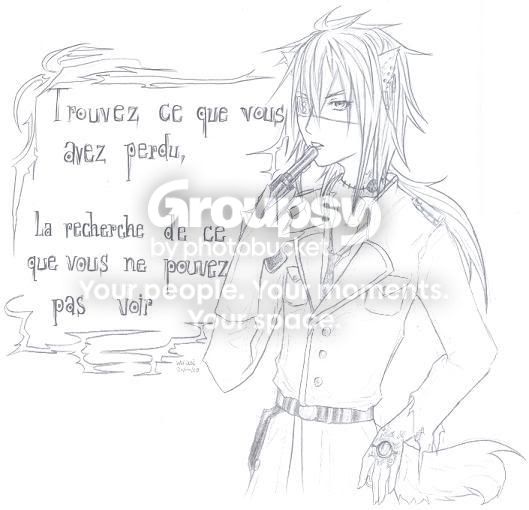 Trouvez ce que vous
avez perdu,
La recherche de ce
que vous ne pouvez
pas voir
Groupsy
by photobucket
Your people. Your moments.
Your space.